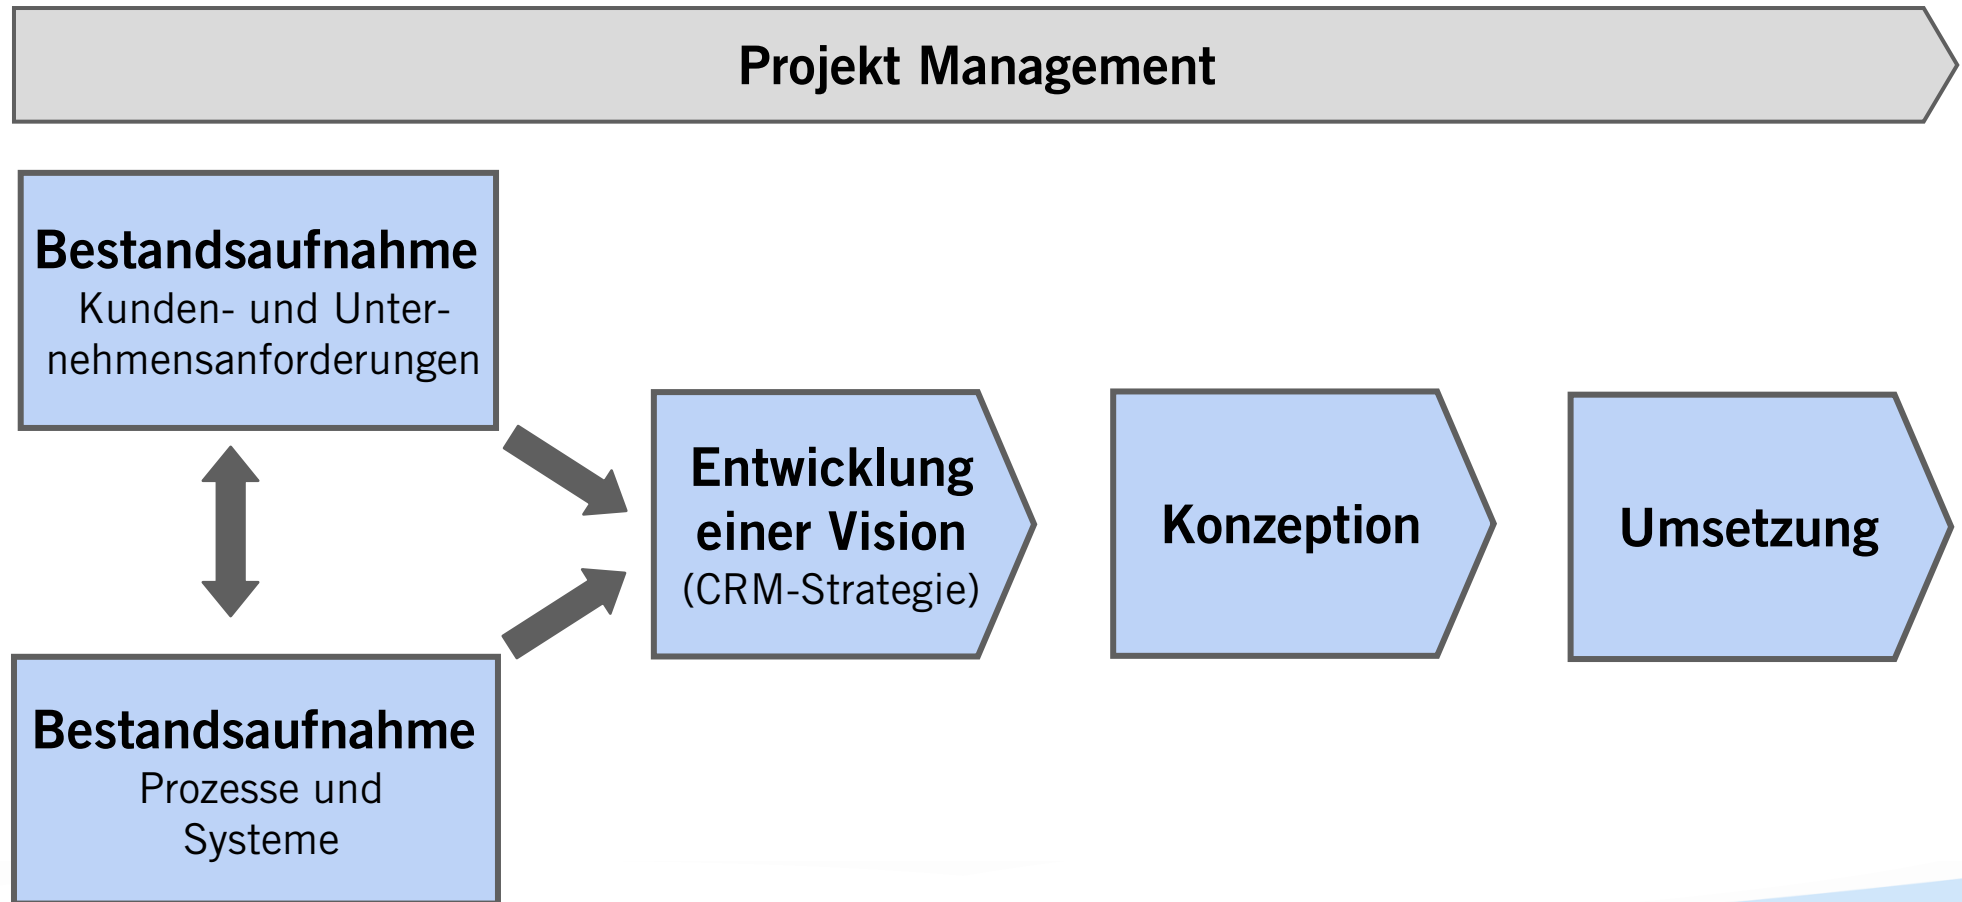 Projekt Management
Bestandsaufnahme
Kunden- und Unter-
nehmensanforderungen
Entwicklung
einer Vision
(CRM-Strategie)
Konzeption
Umsetzung
Bestandsaufnahme
Prozesse und
Systeme